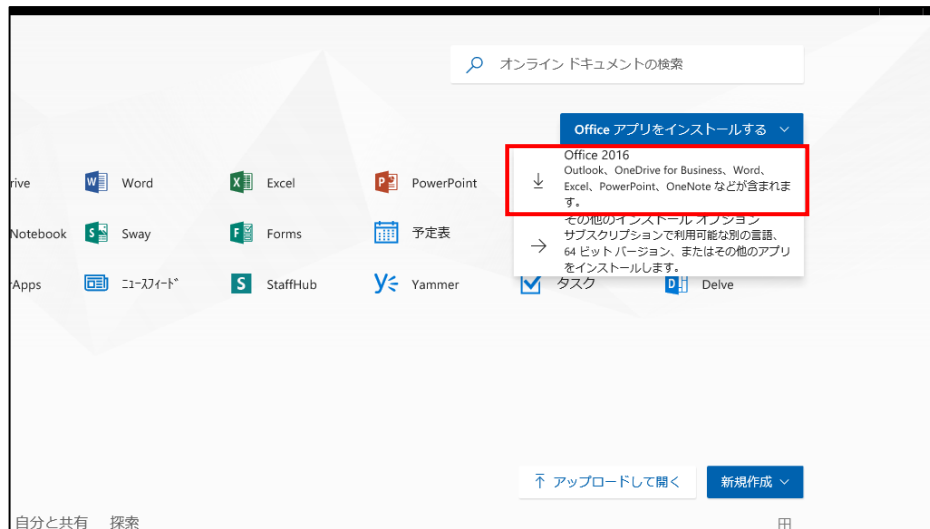 オンライン ドキュメントの検索
Office アプリをインストールする
Office 2016
Outlook、OneDrive for Business、Word、
Excel、PowerPoint、OneNote などが含まれま
す。
その他のインストール オプション
サブスクリプションで利用可能な別の言語、
64 ビット バージョン、またはその他のアプリ
をインストールします。
rive Word Excel PowerPoint
Notebook Sway Forms 予定表
Apps ﾆｭｰｽﾌｨｰﾄﾞ StaffHub Yammer タスク Delve
アップロードして開く 新規作成
自分と共有 探索